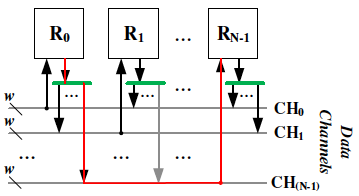 R0 R1 ... RN-1
... ... ...
w CH0
w CH1
... ... ...
w CH(N-1)
Data
Channels